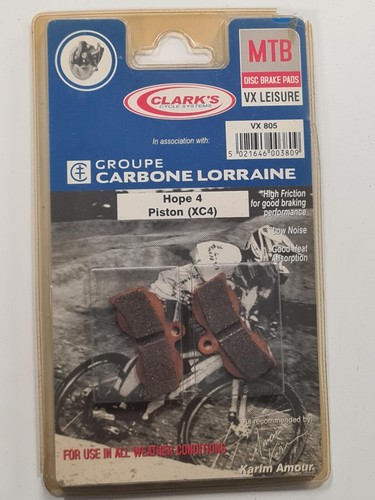 MTB
DISC BRAKE PADS
VX LEISURE
CLARK'S
CYCLE SYSTEMS
VX 805
5 021646 003809
In association with:
GROUPE
CARBONE LORRAINE
Hope 4
Piston (XC4)
*High Friction
for good braking
performance
*Low Noise
*Good Heat
Absorption
As recommended by:
FOR USE IN ALL WEATHER CONDITIONS
Karim Amour.